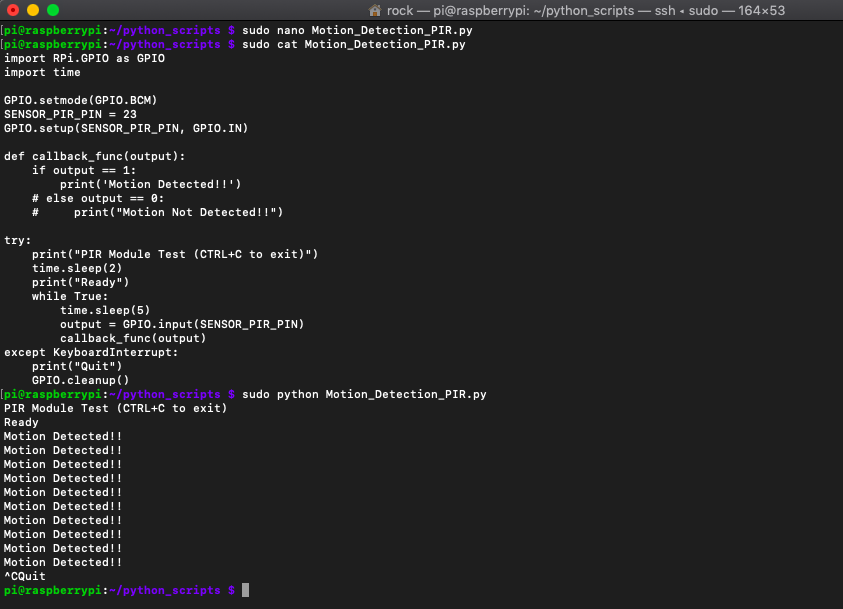 rock — pi@raspberrypi: ~/python_scripts — ssh ◂ sudo — 164×53
[pi@raspberrypi:~/python_scripts $ sudo nano Motion_Detection_PIR.py
[pi@raspberrypi:~/python_scripts $ sudo cat Motion_Detection_PIR.py
import RPi.GPIO as GPIO
import time
GPIO.setmode(GPIO.BCM)
SENSOR_PIR_PIN = 23
GPIO.setup(SENSOR_PIR_PIN, GPIO.IN)
def callback_func(output):
    if output == 1:
        print('Motion Detected!!')
    # else output == 0:
    #     print("Motion Not Detected!!")
try:
    print("PIR Module Test (CTRL+C to exit)")
    time.sleep(2)
    print("Ready")
    while True:
        time.sleep(5)
        output = GPIO.input(SENSOR_PIR_PIN)
        callback_func(output)
except KeyboardInterrupt:
    print("Quit")
    GPIO.cleanup()
[pi@raspberrypi:~/python_scripts $ sudo python Motion_Detection_PIR.py
PIR Module Test (CTRL+C to exit)
Ready
Motion Detected!!
Motion Detected!!
Motion Detected!!
Motion Detected!!
Motion Detected!!
Motion Detected!!
Motion Detected!!
Motion Detected!!
Motion Detected!!
Motion Detected!!
^CQuit
pi@raspberrypi:~/python_scripts $